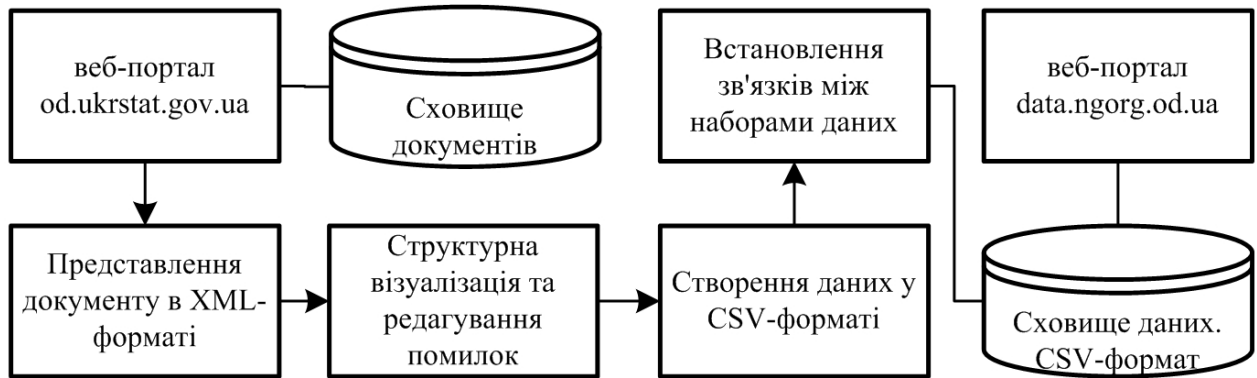 веб-портал
od.ukrstat.gov.ua
Сховище
документів
Встановлення
зв'язків між
наборами даних
веб-портал
data.ngorg.od.ua
Представлення
документу в XML-
форматі
Структурна
візуалізація та
редагування
помилок
Створення даних у
CSV-форматі
Сховище даних.
CSV-формат